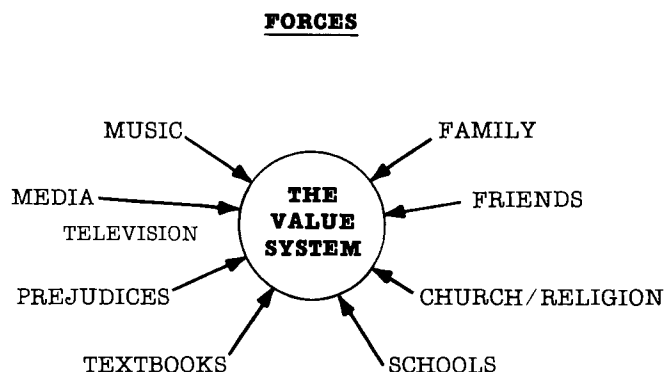 FORCES
MUSIC
FAMILY
MEDIA
TELEVISION
THE
VALUE
SYSTEM
FRIENDS
PREJUDICES
CHURCH/RELIGION
TEXTBOOKS
SCHOOLS